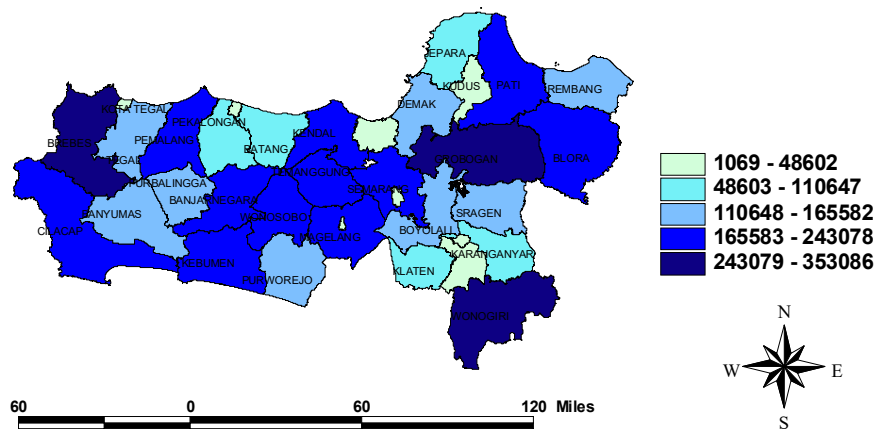 JEPARA
KUDUS
PATI
REMBANG
DEMAK
KOTA TEGAL
PEKALONGAN
KENDAL
PEMALANG
BREBES
BATANG
TEGAL
GROBOGAN
BLORA
TEMANGGUNG
PURBALINGGA
SEMARANG
BANJARNEGARA
SRAGEN
BANYUMAS
WONOSOBO
CILACAP
BOYOLALI
MAGELANG
KARANGANYAR
KEBUMEN
KLATEN
PURWOREJO
WONOGIRI
1069 - 48602
48603 - 110647
110648 - 165582
165583 - 243078
243079 - 353086
N
W
E
S
60 0 60 120 Miles